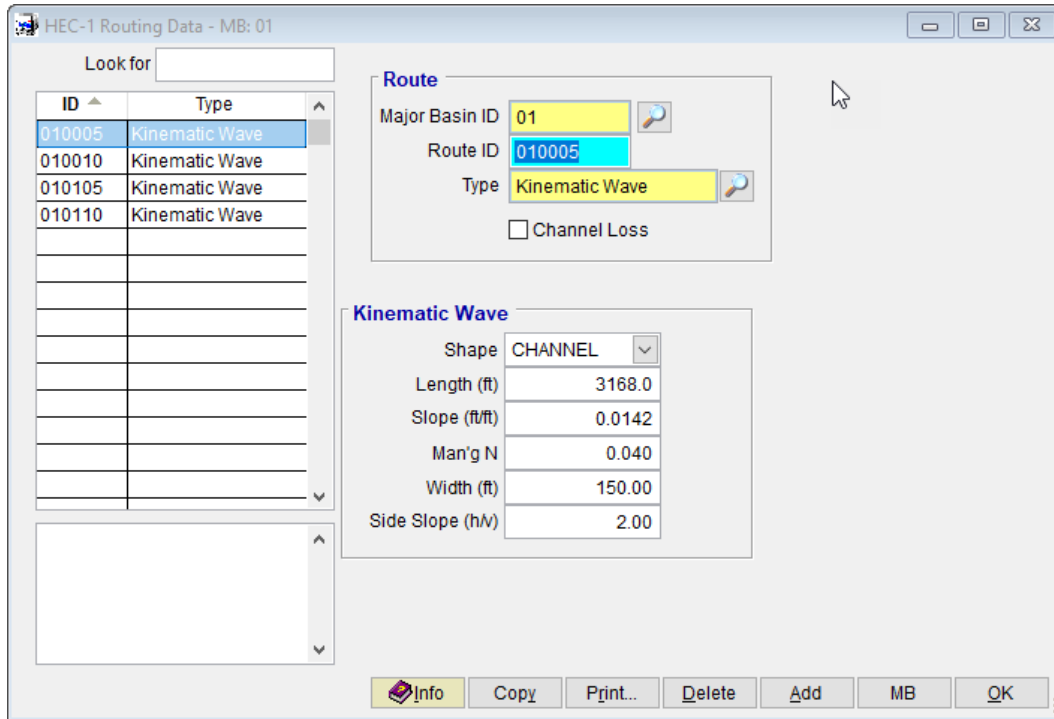 HEC-1 Routing Data - MB: 01
Look for
ID Type
010005 Kinematic Wave
010010 Kinematic Wave
010105 Kinematic Wave
010110 Kinematic Wave
Route
Major Basin ID 01
Route ID 010005
Type Kinematic Wave
Channel Loss
Kinematic Wave
Shape CHANNEL
Length (ft) 3168.0
Slope (ft/ft) 0.0142
Man'g N 0.040
Width (ft) 150.00
Side Slope (h/v) 2.00
Info Copy Print... Delete Add MB OK